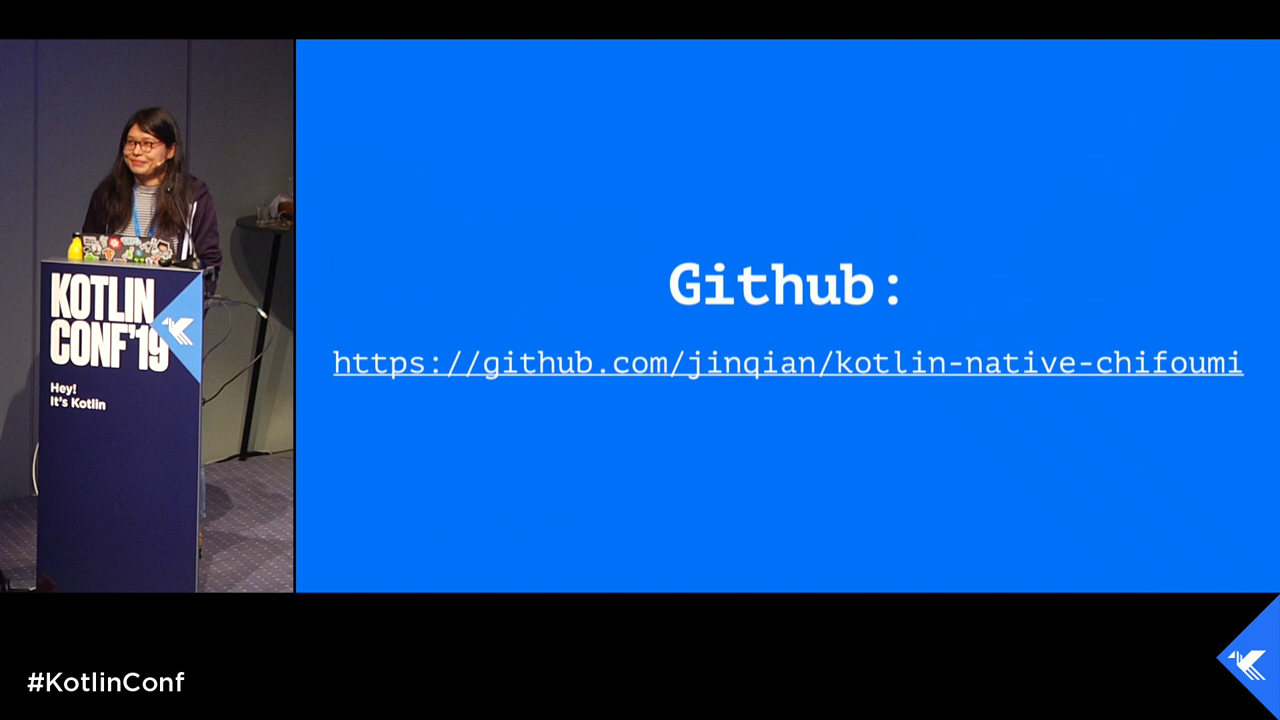 KOTLIN
CONF'19
Hey!
It's Kotlin
Github:
https://github.com/jinqian/kotlin-native-chifoumi
#KotlinConf